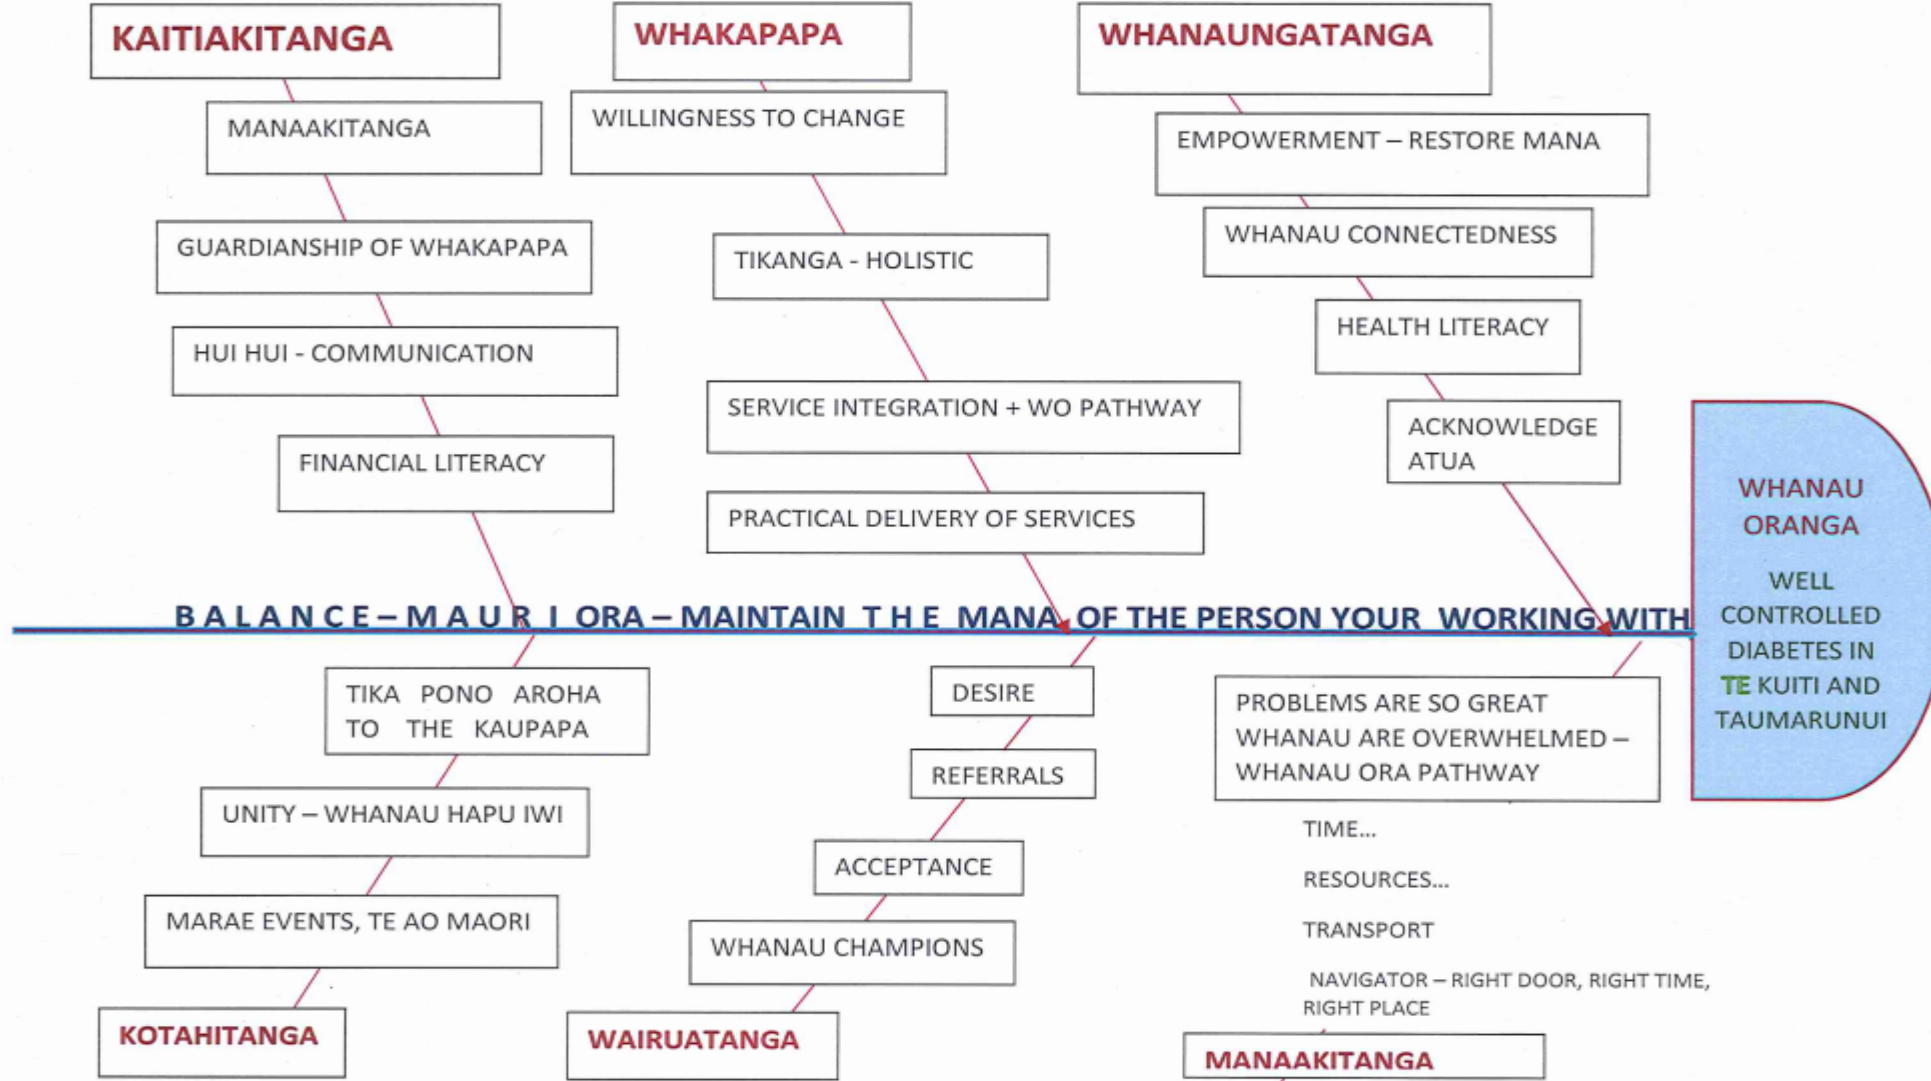 KAITIAKITANGA
MANAAKITANGA
GUARDIANSHIP OF WHAKAPAPA
HUI HUI - COMMUNICATION
FINANCIAL LITERACY
WHAKAPAPA
WILLINGNESS TO CHANGE
TIKANGA - HOLISTIC
SERVICE INTEGRATION + WO PATHWAY
PRACTICAL DELIVERY OF SERVICES
WHANAUNGATANGA
EMPOWERMENT – RESTORE MANA
WHANAU CONNECTEDNESS
HEALTH LITERACY
ACKNOWLEDGE
ATUA
BALANCE – MAURI ORA – MAINTAIN THE MANA OF THE PERSON YOUR WORKING WITH
WHANAU
ORANGA
WELL
CONTROLLED
DIABETES IN
TE KUITI AND
TAUMARUNUI
TIKA PONO AROHA
TO THE KAUPAPA
UNITY – WHANAU HAPU IWI
MARAE EVENTS, TE AO MAORI
KOTAHITANGA
DESIRE
REFERRALS
ACCEPTANCE
WHANAU CHAMPIONS
WAIRUATANGA
PROBLEMS ARE SO GREAT
WHANAU ARE OVERWHELMED –
WHANAU ORA PATHWAY
TIME...
RESOURCES...
TRANSPORT
NAVIGATOR – RIGHT DOOR, RIGHT TIME,
RIGHT PLACE
MANAAKITANGA